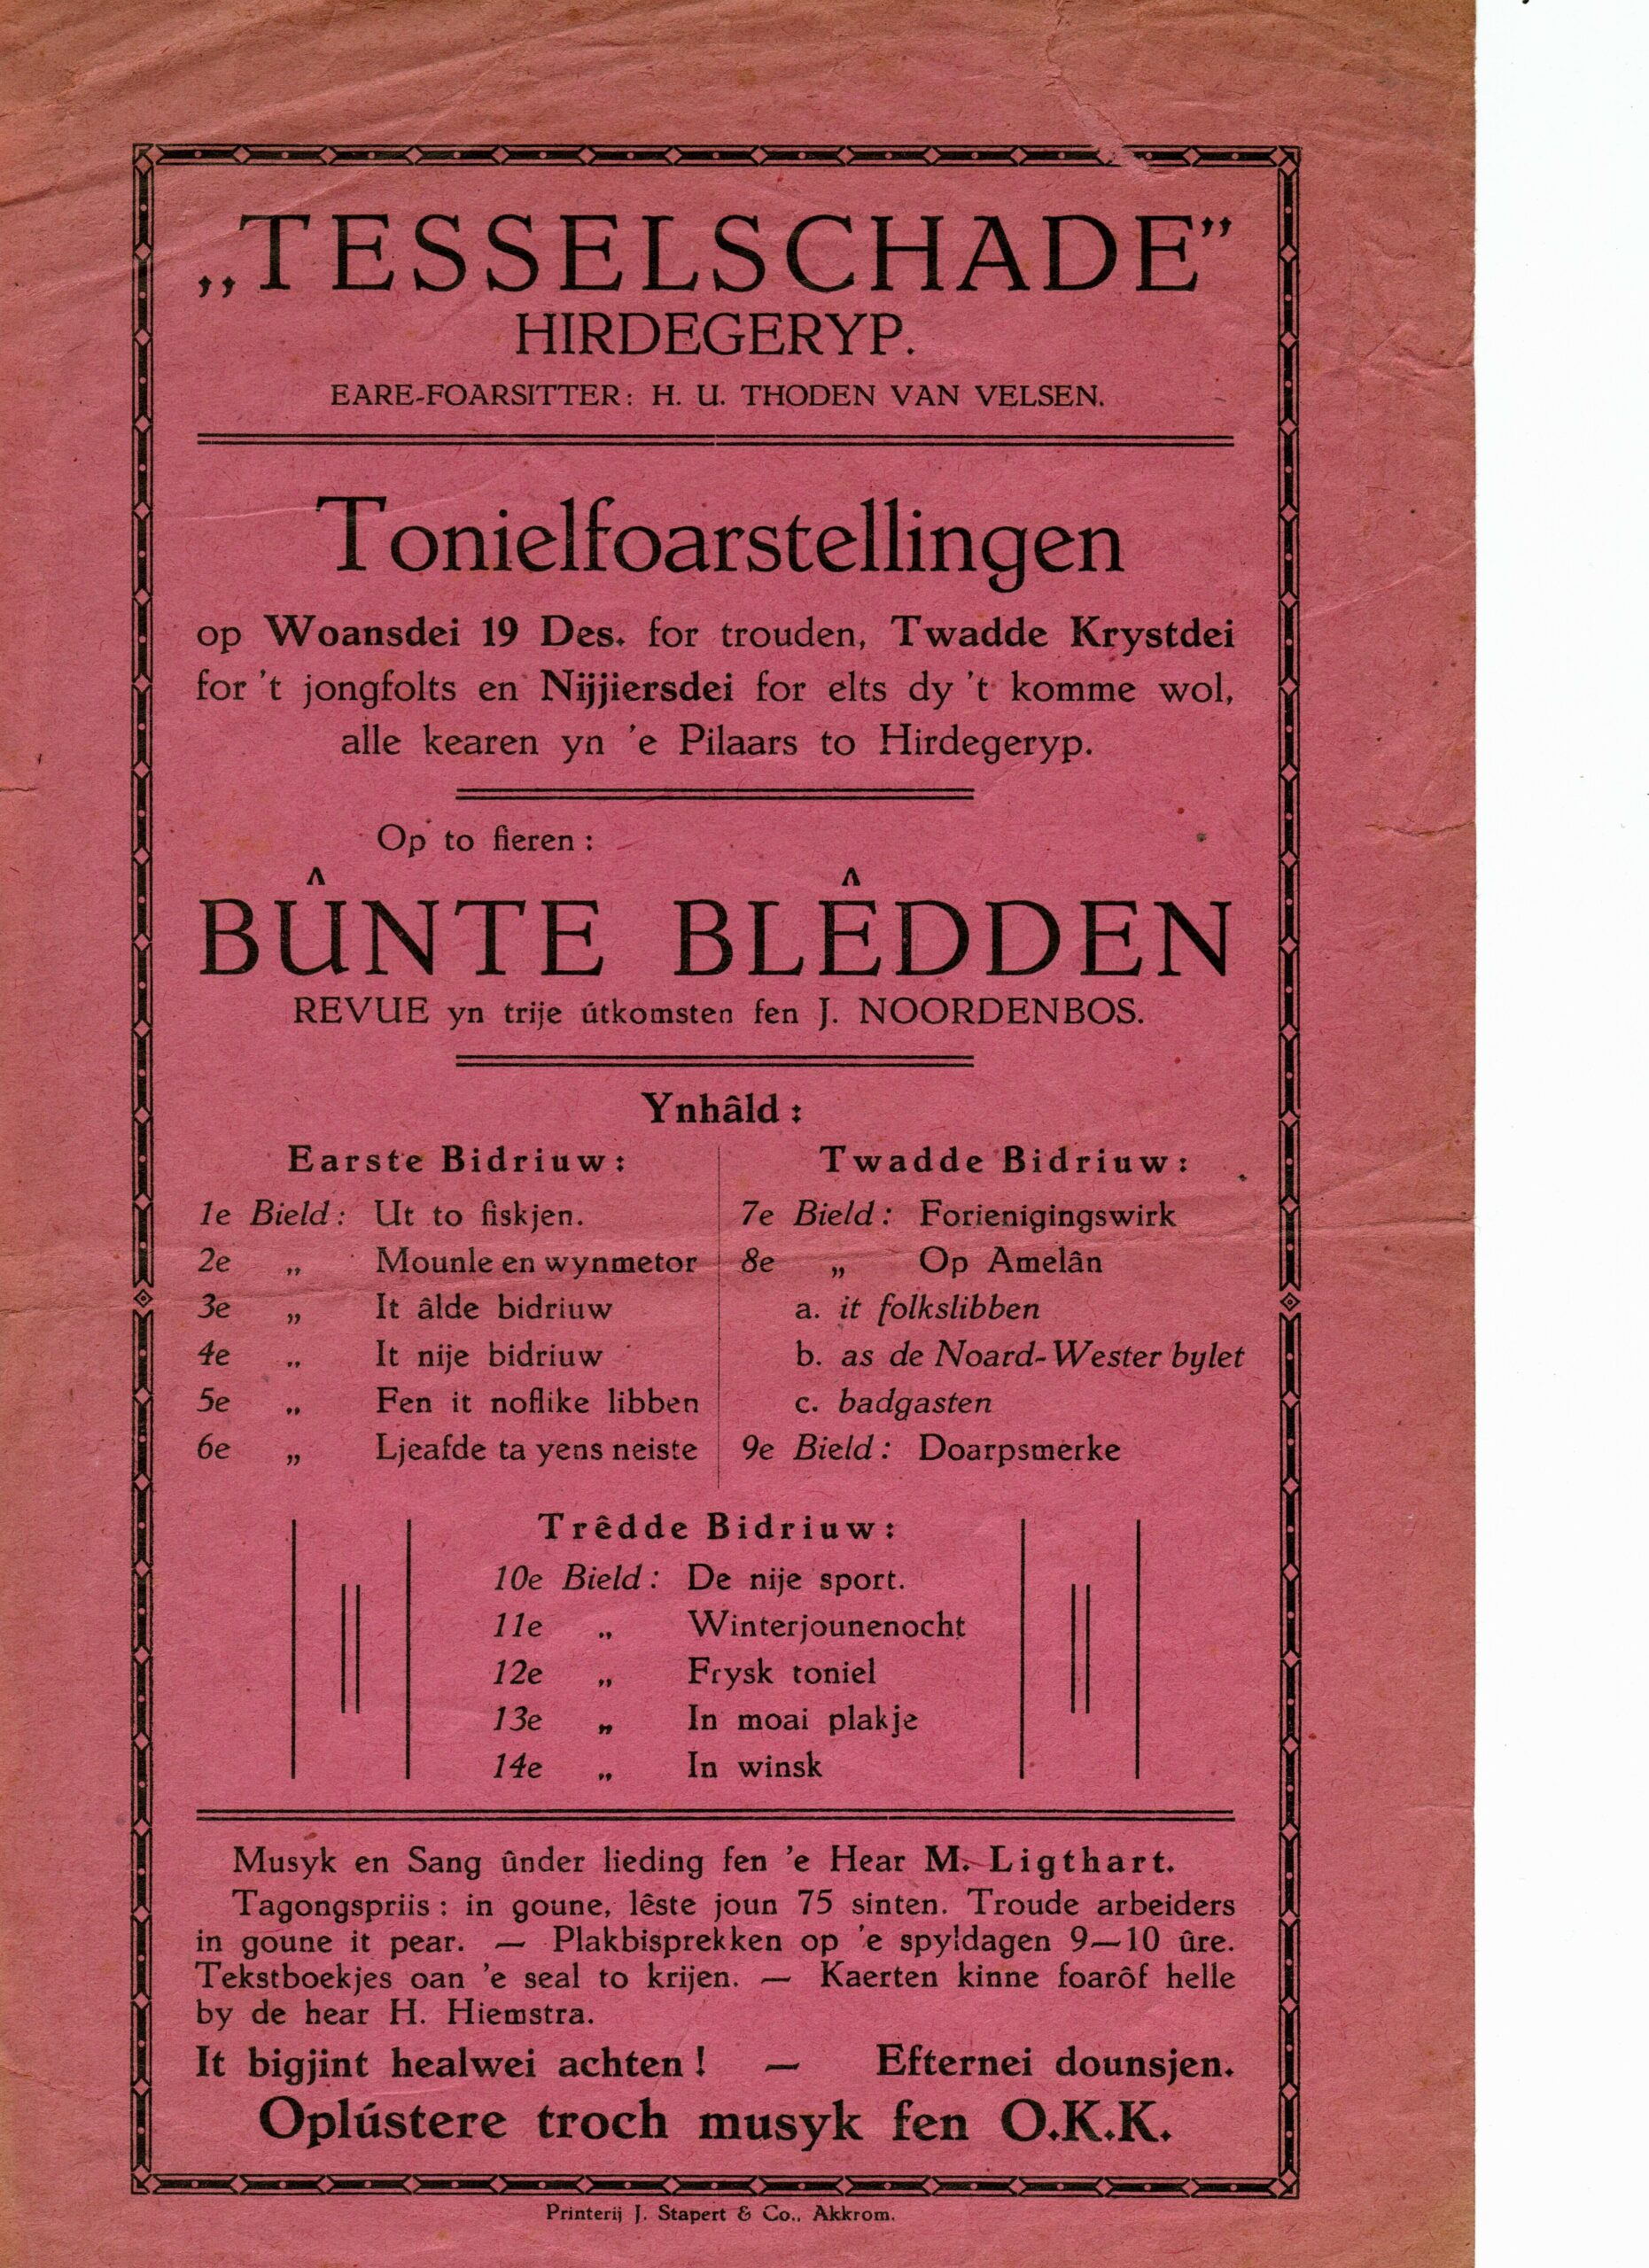 „TESSELSCHADE”
HIRDEGERYP.
EARE-FOARSITTER: H. U. THODEN VAN VELSEN.
Tonielfoarstellingen
op Woansdei 19 Des. for trouden, Twadde Krystdei
for 't jongfolts en Nijjiersdei for elts dy 't komme wol,
alle kearen yn 'e Pilaars to Hirdegeryp.
Op to fieren:
BÛNTE BLÊDDEN
REVUE yn trije útkomsten fen J. NOORDENBOS.
Ynhâld:
Earste Bidriuw:
1e Bield: Ut to fiskjen.
2e „ Mounle en wynmetor
3e „ It âlde bidriuw
4e „ It nije bidriuw
5e „ Fen it noflike libben
6e „ Ljeafde ta yens neiste
Twadde Bidriuw:
7e Bield: Forienigingswirk
8e „ Op Amelân
a. it folkslibben
b. as de Noard-Wester bylet
c. badgasten
9e Bield: Doarpsmerke
Trêdde Bidriuw:
10e Bield: De nije sport.
11e „ Winterjounenocht
12e „ Frysk toniel
13e „ In moai plakje
14e „ In winsk
Musyk en Sang ûnder lieding fen 'e Hear M. Ligthart.
Tagongspriis: in goune, lêste joun 75 sinten. Troude arbeiders
in goune it pear. — Plakbisprekken op 'e spyldagen 9—10 ûre.
Tekstboekjes oan 'e seal to krijen. — Kaerten kinne foarôf helle
by de hear H. Hiemstra.
It bigjint healwei achten! — Efternei dounsjen.
Oplústere troch musyk fen O.K.K.
Printerij J. Stapert & Co., Akkrom.